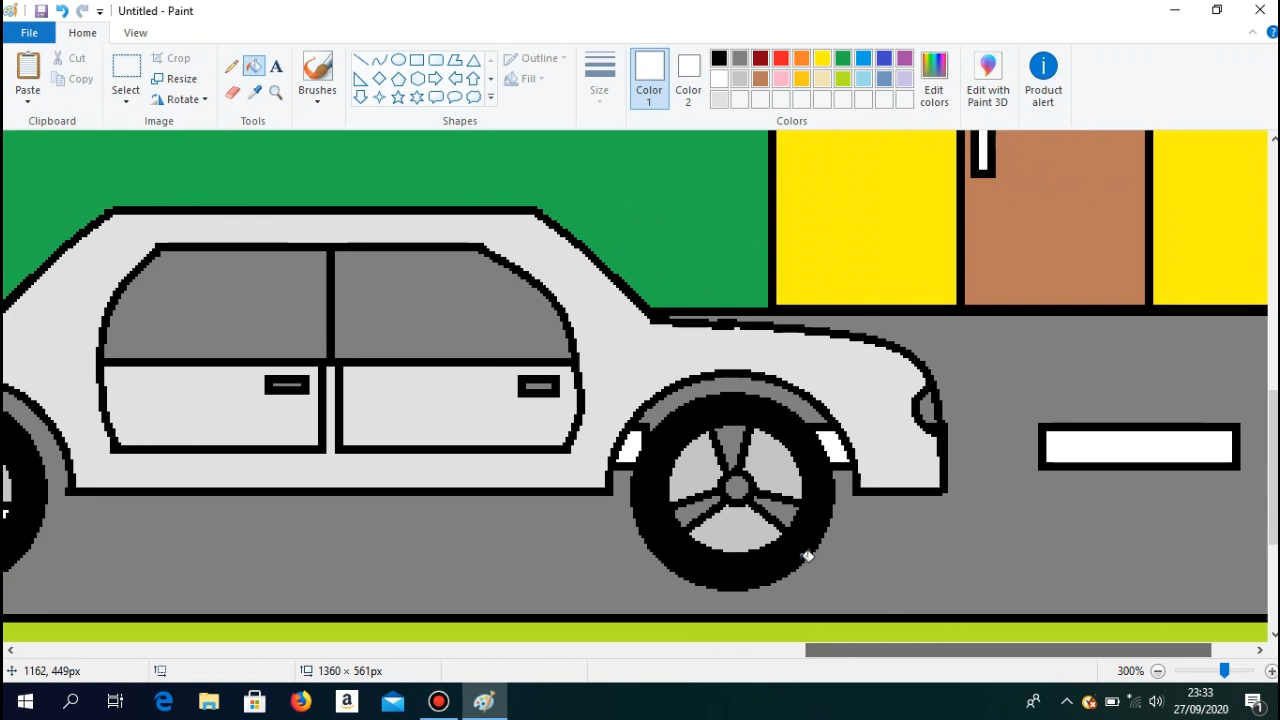 Untitled - Paint
File Home View
Paste
Cut
Copy
Clipboard
Select
Crop
Resize
Rotate
Image
A
Tools
Brushes
Shapes
Outline
Fill
Size
Color 1
Color 2
Colors
Edit colors
Edit with Paint 3D
Product alert
1162, 449px
1360 × 561px
300%
23:33
27/09/2020